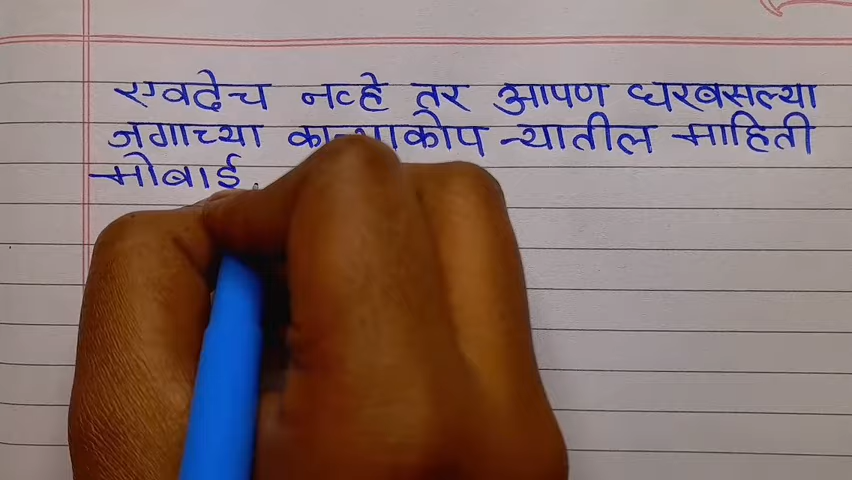 एवढेच नव्हे तर आपण घरबसल्या
जगाच्या न्यातील माहिती
मोबाई